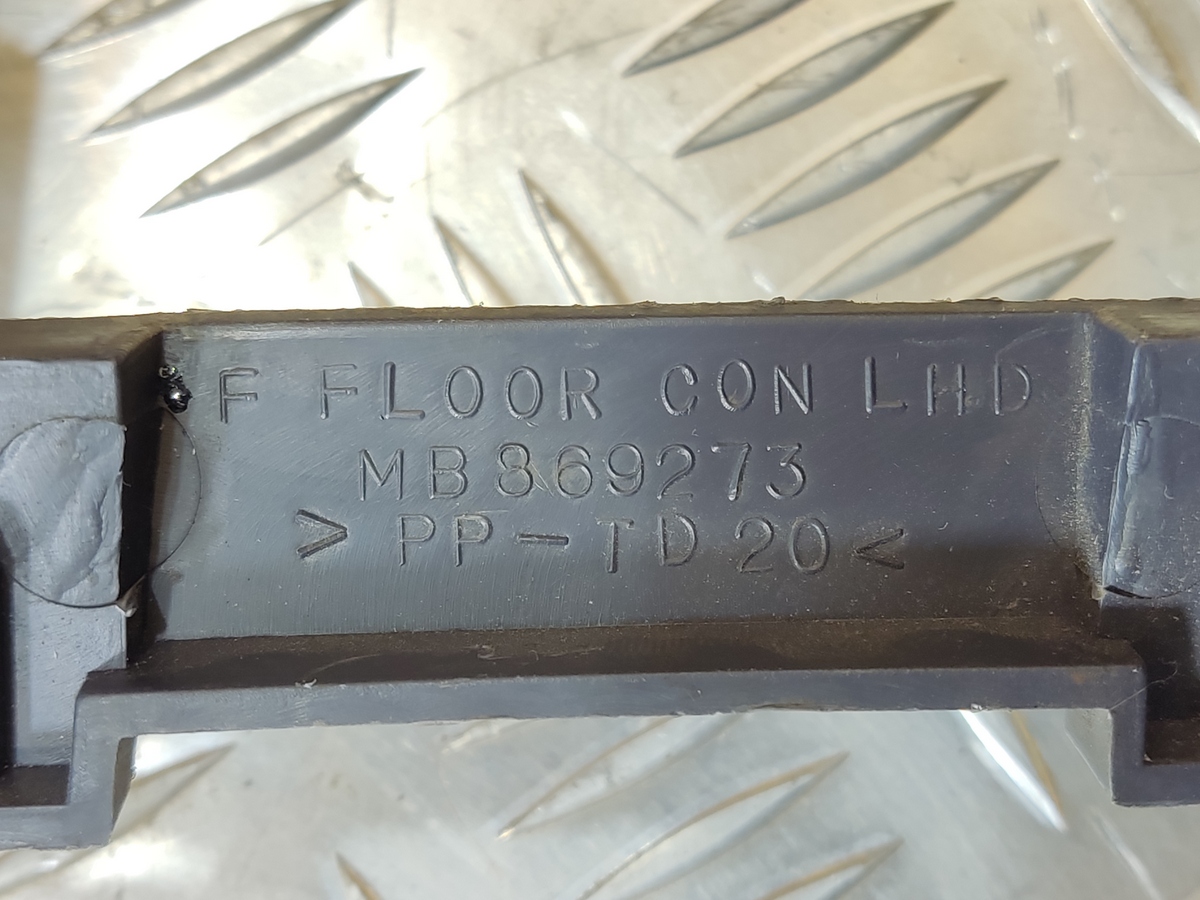 F FLOOR CON LHD
MB869273
> PP-TD20<